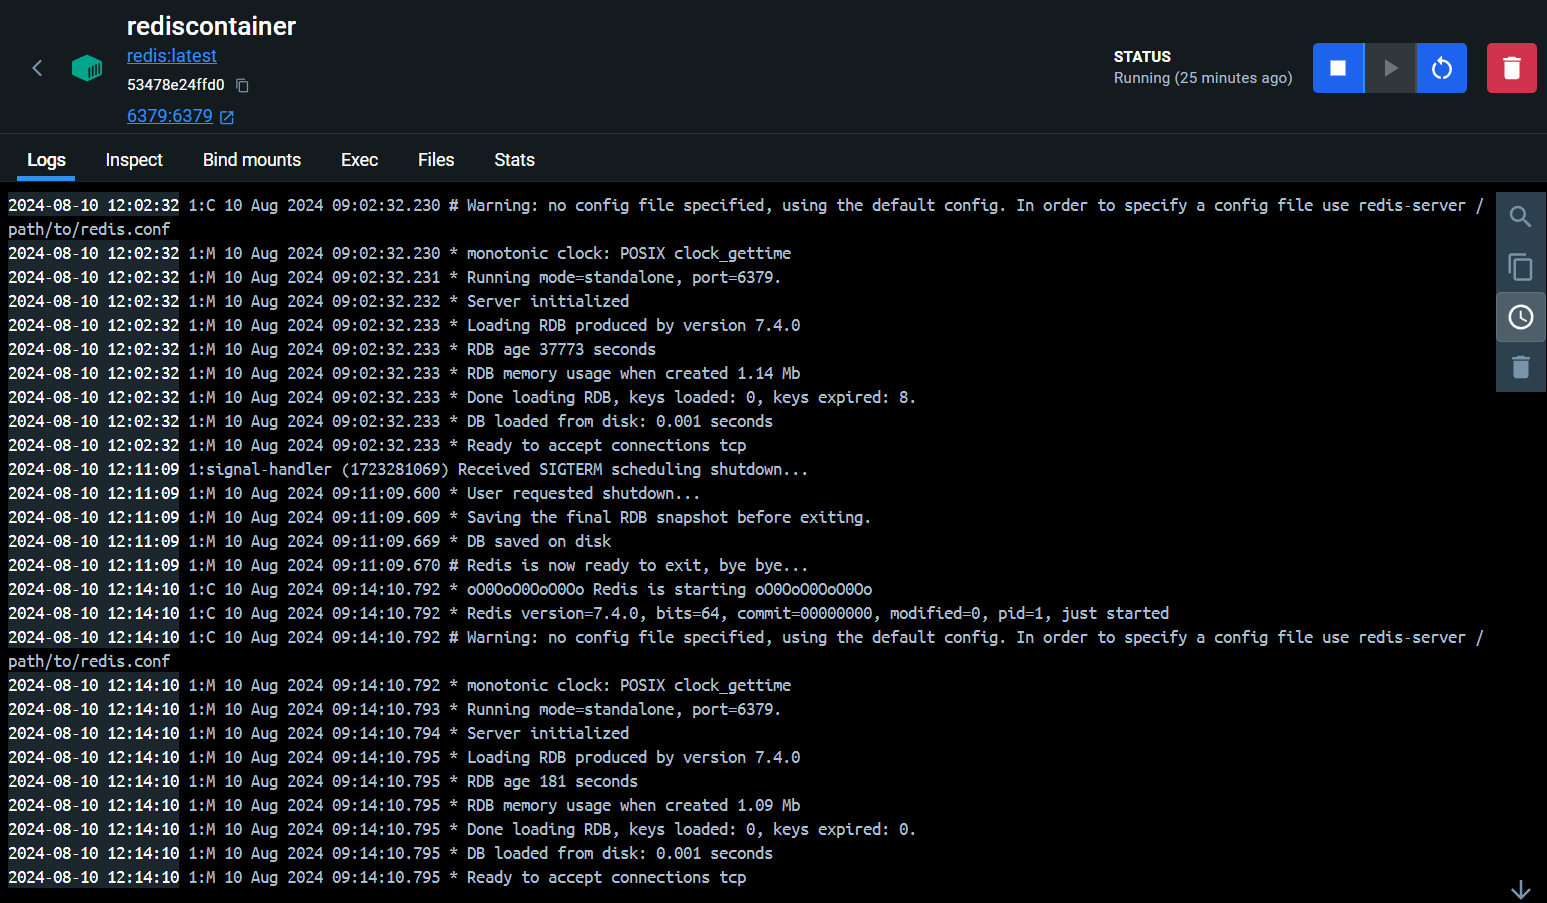 rediscontainer
redis:latest
53478e24ffd0
6379:6379
STATUS
Running (25 minutes ago)
Logs Inspect Bind mounts Exec Files Stats
2024-08-10 12:02:32 1:C 10 Aug 2024 09:02:32.230 # Warning: no config file specified, using the default config. In order to specify a config file use redis-server /
path/to/redis.conf
2024-08-10 12:02:32 1:M 10 Aug 2024 09:02:32.230 * monotonic clock: POSIX clock_gettime
2024-08-10 12:02:32 1:M 10 Aug 2024 09:02:32.231 * Running mode=standalone, port=6379.
2024-08-10 12:02:32 1:M 10 Aug 2024 09:02:32.232 * Server initialized
2024-08-10 12:02:32 1:M 10 Aug 2024 09:02:32.233 * Loading RDB produced by version 7.4.0
2024-08-10 12:02:32 1:M 10 Aug 2024 09:02:32.233 * RDB age 37773 seconds
2024-08-10 12:02:32 1:M 10 Aug 2024 09:02:32.233 * RDB memory usage when created 1.14 Mb
2024-08-10 12:02:32 1:M 10 Aug 2024 09:02:32.233 * Done loading RDB, keys loaded: 0, keys expired: 8.
2024-08-10 12:02:32 1:M 10 Aug 2024 09:02:32.233 * DB loaded from disk: 0.001 seconds
2024-08-10 12:02:32 1:M 10 Aug 2024 09:02:32.233 * Ready to accept connections tcp
2024-08-10 12:11:09 1:signal-handler (1723281069) Received SIGTERM scheduling shutdown...
2024-08-10 12:11:09 1:M 10 Aug 2024 09:11:09.600 * User requested shutdown...
2024-08-10 12:11:09 1:M 10 Aug 2024 09:11:09.609 * Saving the final RDB snapshot before exiting.
2024-08-10 12:11:09 1:M 10 Aug 2024 09:11:09.669 * DB saved on disk
2024-08-10 12:11:09 1:M 10 Aug 2024 09:11:09.670 # Redis is now ready to exit, bye bye...
2024-08-10 12:14:10 1:C 10 Aug 2024 09:14:10.792 * oO0OoO0OoO0Oo Redis is starting oO0OoO0OoO0Oo
2024-08-10 12:14:10 1:C 10 Aug 2024 09:14:10.792 * Redis version=7.4.0, bits=64, commit=00000000, modified=0, pid=1, just started
2024-08-10 12:14:10 1:C 10 Aug 2024 09:14:10.792 # Warning: no config file specified, using the default config. In order to specify a config file use redis-server /
path/to/redis.conf
2024-08-10 12:14:10 1:M 10 Aug 2024 09:14:10.792 * monotonic clock: POSIX clock_gettime
2024-08-10 12:14:10 1:M 10 Aug 2024 09:14:10.793 * Running mode=standalone, port=6379.
2024-08-10 12:14:10 1:M 10 Aug 2024 09:14:10.794 * Server initialized
2024-08-10 12:14:10 1:M 10 Aug 2024 09:14:10.795 * Loading RDB produced by version 7.4.0
2024-08-10 12:14:10 1:M 10 Aug 2024 09:14:10.795 * RDB age 181 seconds
2024-08-10 12:14:10 1:M 10 Aug 2024 09:14:10.795 * RDB memory usage when created 1.09 Mb
2024-08-10 12:14:10 1:M 10 Aug 2024 09:14:10.795 * Done loading RDB, keys loaded: 0, keys expired: 0.
2024-08-10 12:14:10 1:M 10 Aug 2024 09:14:10.795 * DB loaded from disk: 0.001 seconds
2024-08-10 12:14:10 1:M 10 Aug 2024 09:14:10.795 * Ready to accept connections tcp